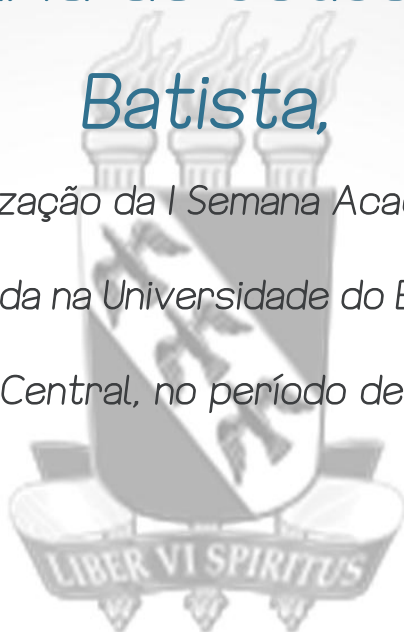 Batista,
zação da I Semana Aca
da na Universidade do E
Central, no período de
LIBER VI SPIRITUS